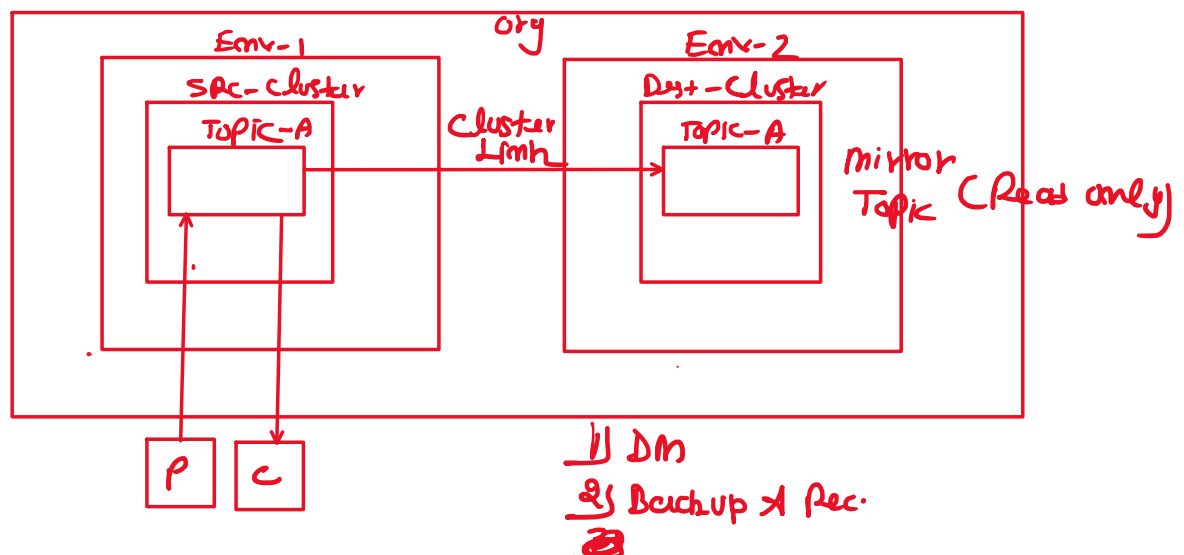 org
Env-1
Env-2
SRC-Cluster
Dest-Cluster
Topic-A
Cluster
Link
Topic-A
Mirror
Topic (Read only)
P
C
1) DM
2) Backup & Rec.